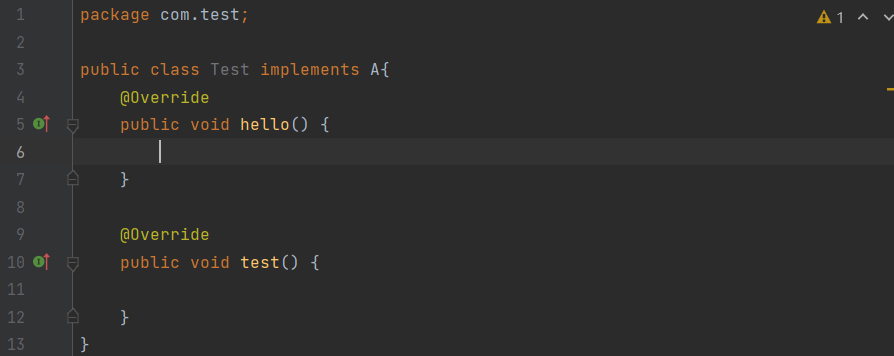 1 package com.test; 1
2
3 public class Test implements A{
4 @Override
5 public void hello() {
6
7 }
8
9 @Override
10 public void test() {
11
12 }
13 }